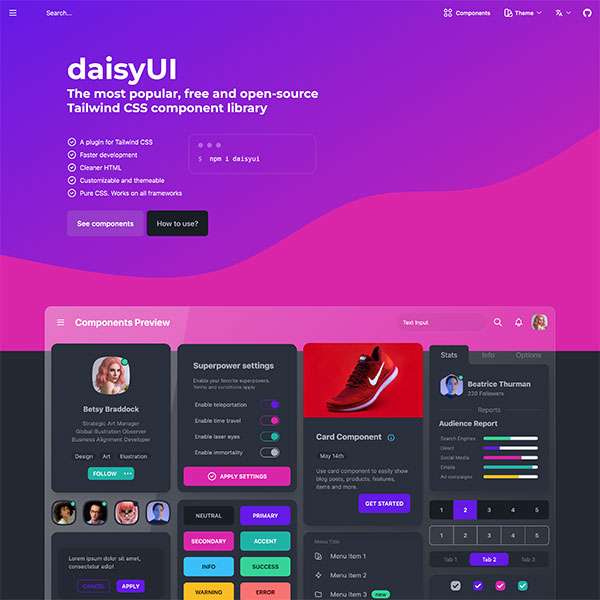 Search...
Components
Theme
daisyUI
The most popular, free and open-source
Tailwind CSS component library
A plugin for Tailwind CSS
Faster development
Cleaner HTML
Customizable and themeable
Pure CSS. Works on all frameworks
$ npm i daisyui
See components
How to use?
Components Preview
Text Input
Betsy Braddock
Strategic Art Manager
Global Illustration Observer
Business Alignment Developer
Design Art Illustration
FOLLOW
Lorem ipsum dolor sit amet,
consectetur adip!
CANCEL APPLY
Superpower settings
Enable your favorite superpowers.
Terms and conditions apply
Enable teleportation
Enable time travel
Enable laser eyes
Enable immortality
APPLY SETTINGS
NEUTRAL PRIMARY
SECONDARY ACCENT
INFO SUCCESS
WARNING ERROR
Card Component
May 14th
Use card component to easily show
blog posts, products, features,
items and more.
GET STARTED
Menu Title
Menu Item 1
Menu Item 2
Menu Item 3 new
Stats Info Options
Beatrice Thurman
220 Followers
Reports
Audience Report
Search Engines
Direct
Social Media
Emails
Ad campaigns
1 2 3 4 5
1 2 3 4 5
Tab 1 Tab 2 Tab 3